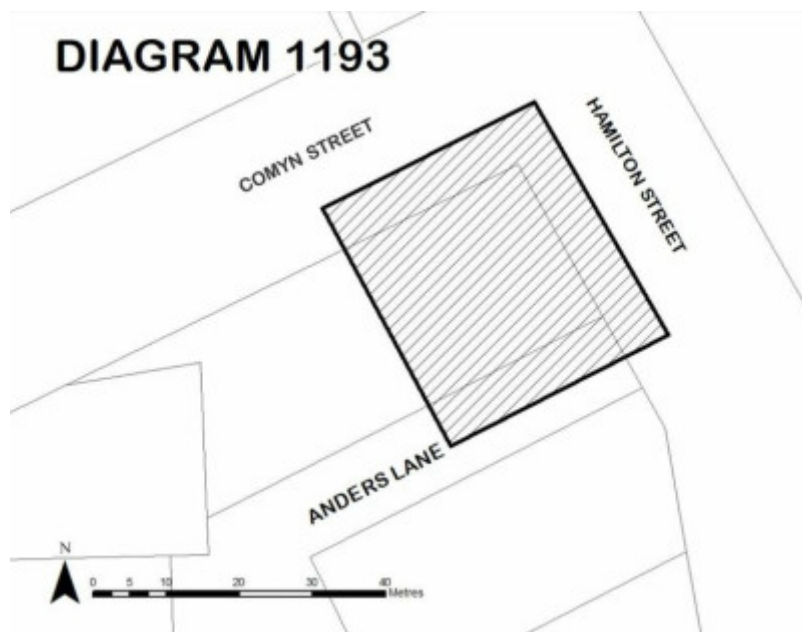 DIAGRAM 1193
COMYN STREET
HAMILTON STREET
ANDERS LANE
N
0 5 10 20 30 40
Metres